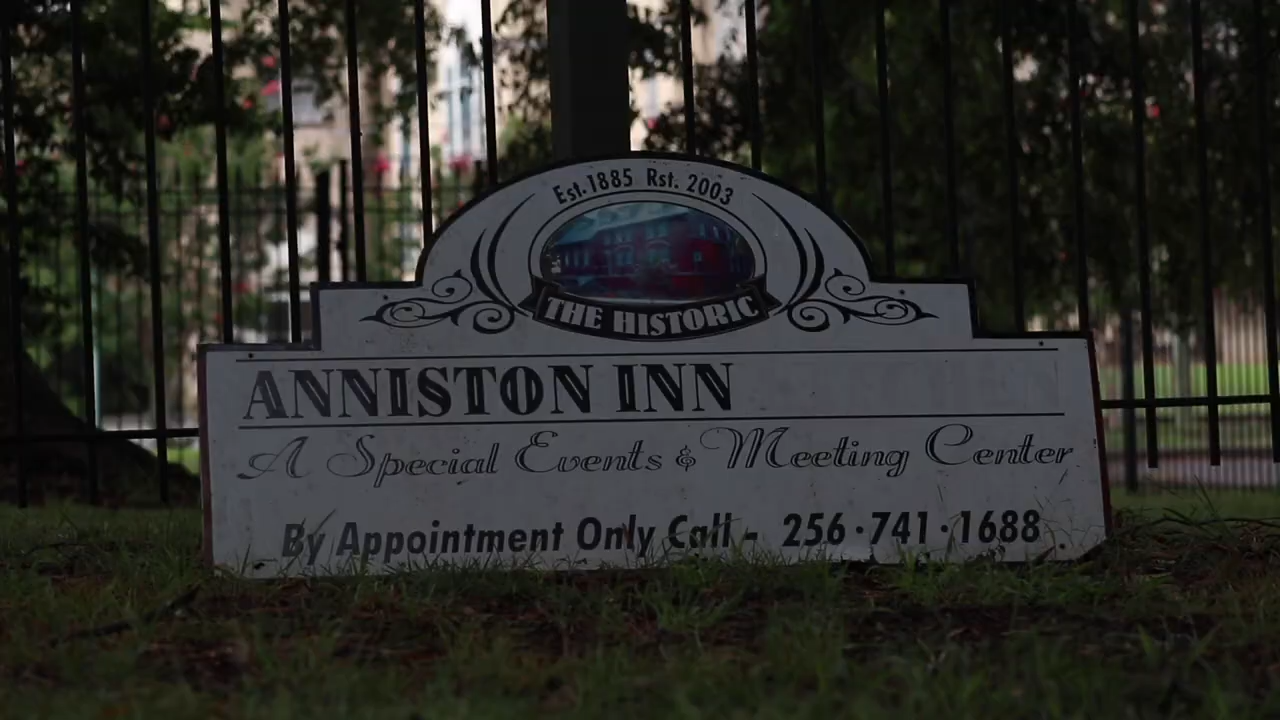 Est. 1885 Rst. 2003
THE HISTORIC
ANNISTON INN
A Special Events & Meeting Center
By Appointment Only Call - 256·741·1688